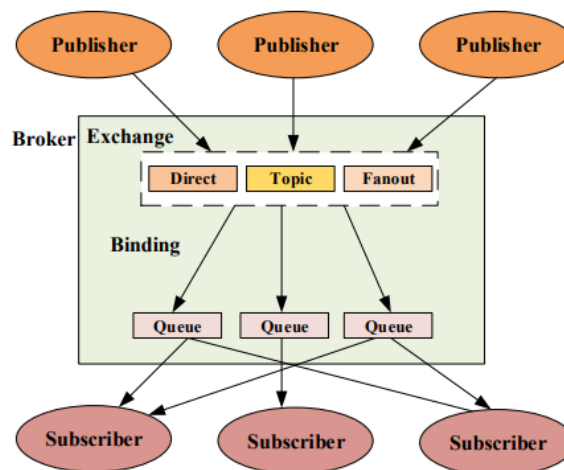 Publisher
Publisher
Publisher
Broker
Exchange
Direct
Topic
Fanout
Binding
Queue
Queue
Queue
Subscriber
Subscriber
Subscriber